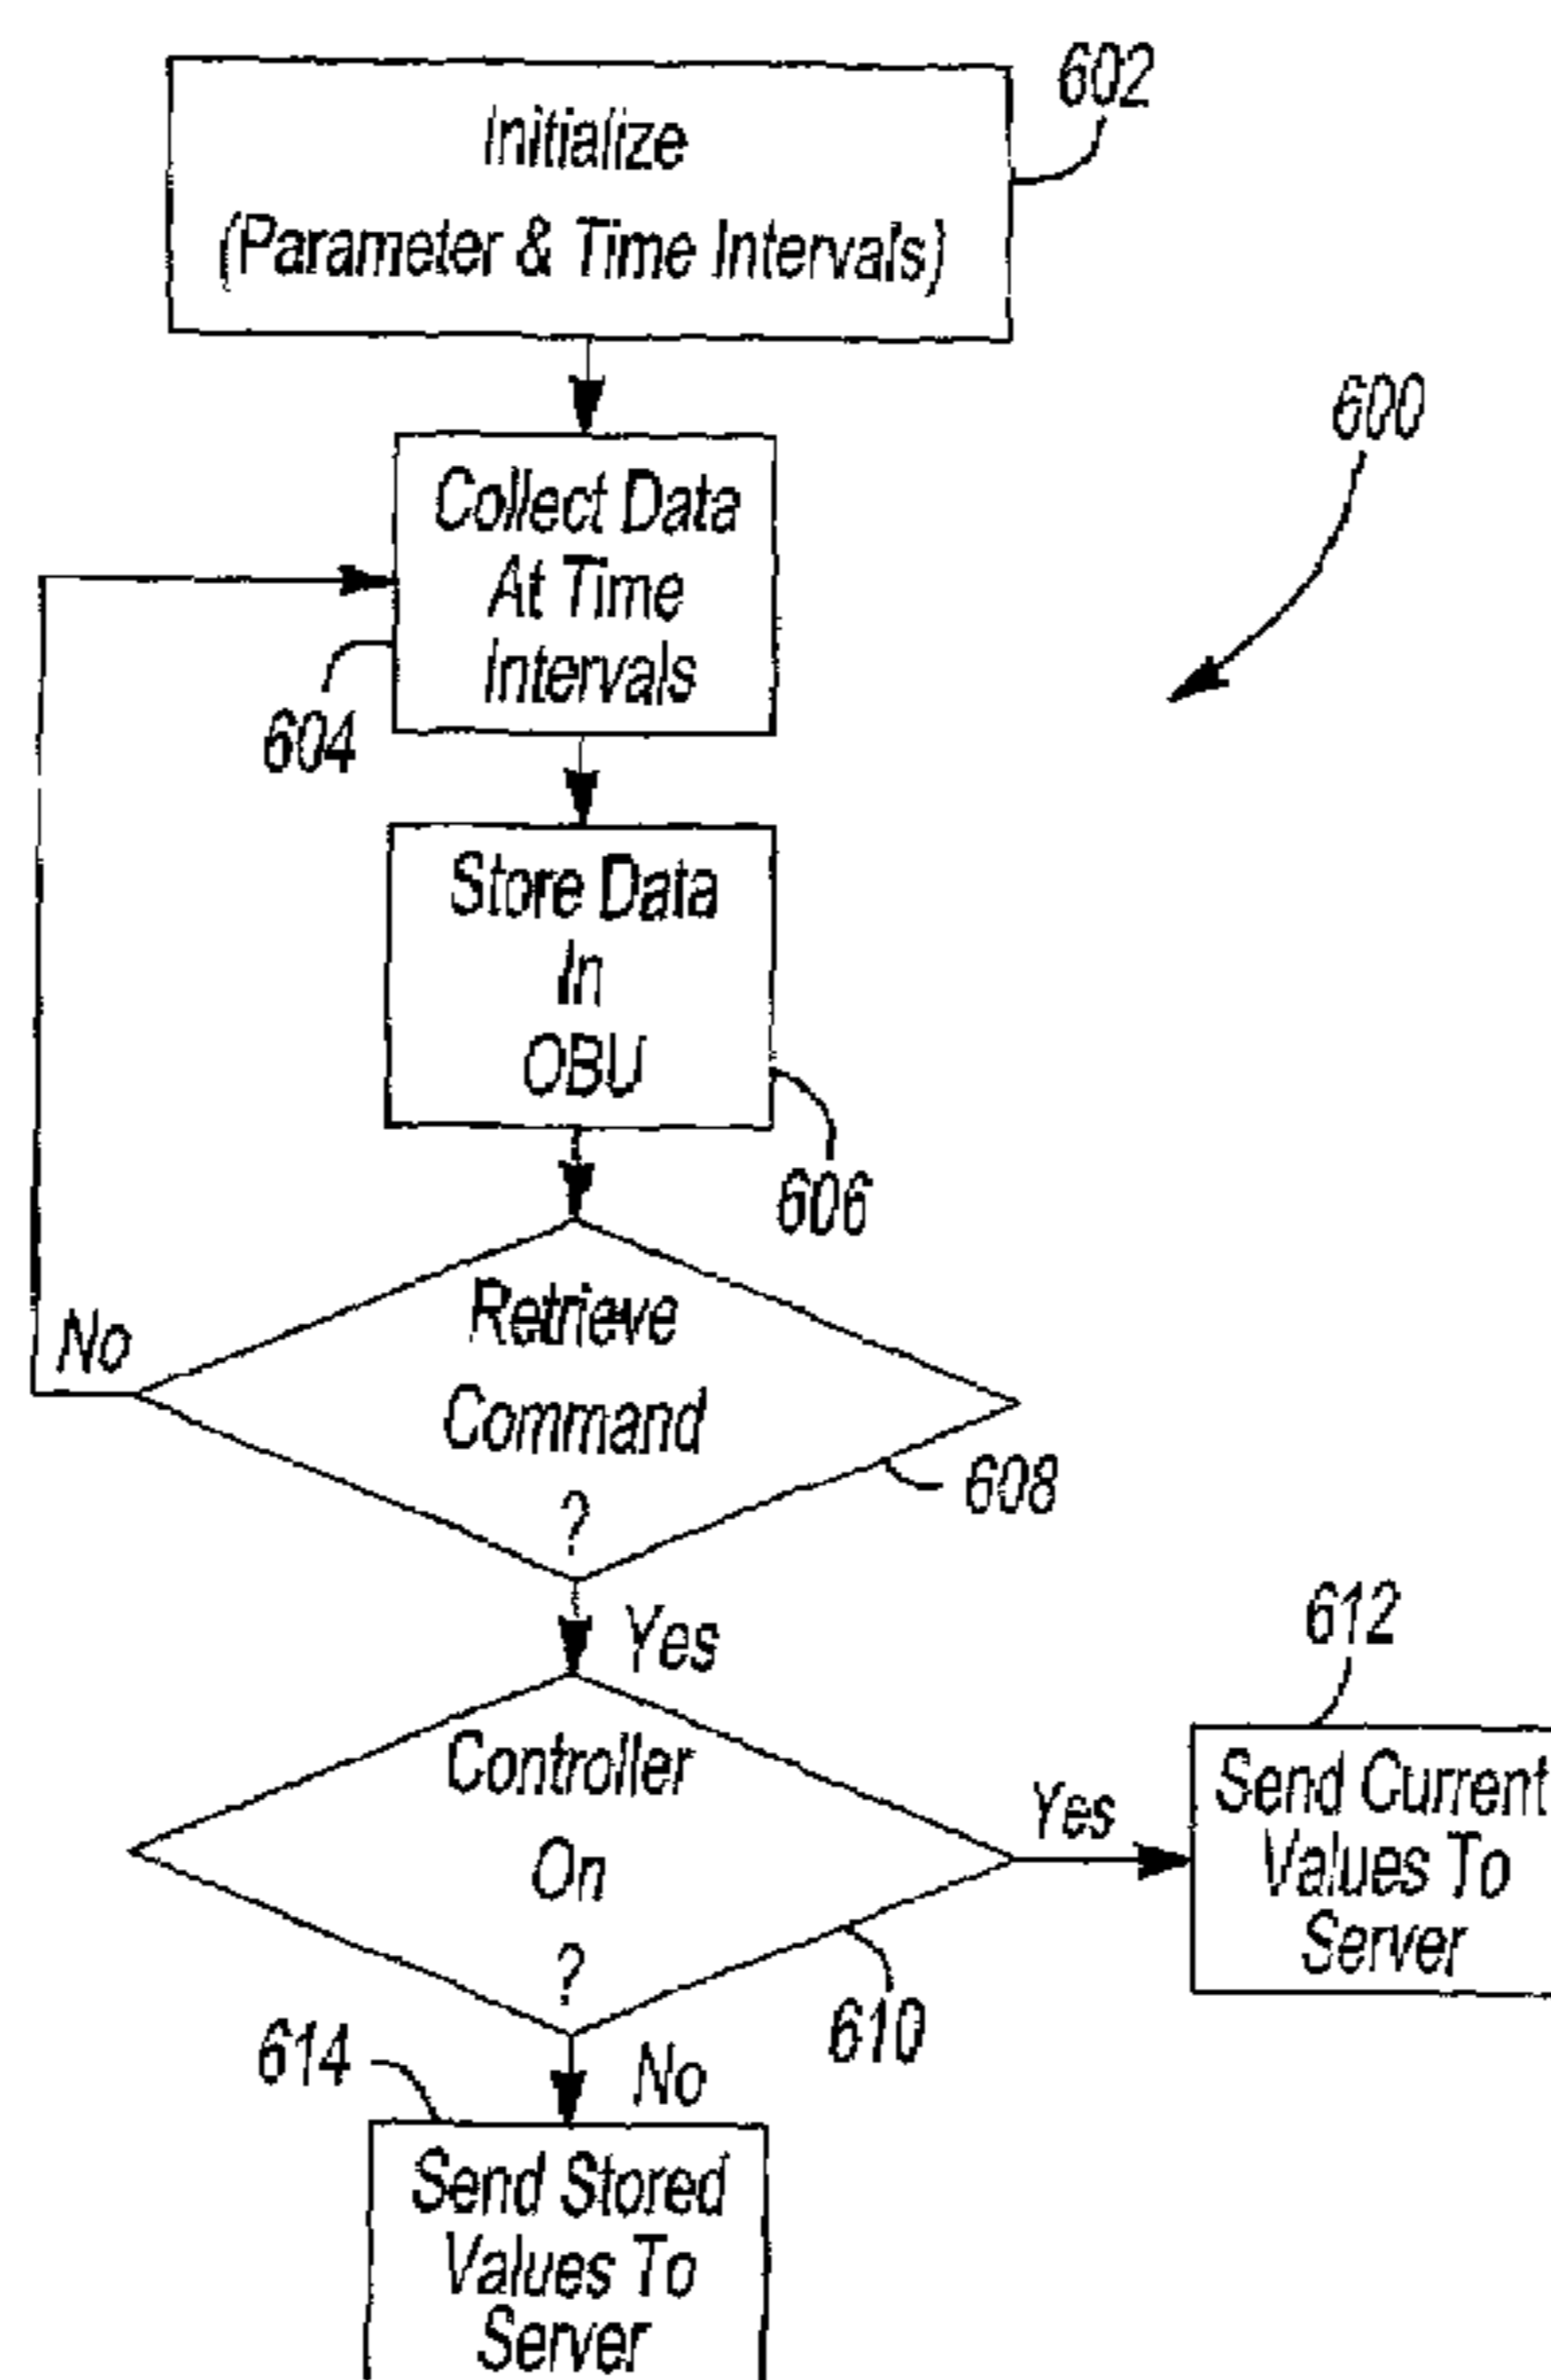 602
Initialize
(Parameter & Time Intervals)
600
Collect Data
At Time
Intervals
604
Store Data
In
OBU
606
Retrieve
Command
?
No
608
Yes
612
Controller
On
?
Yes
Send Current
Values To
Server
610
614
No
Send Stored
Values To
Server